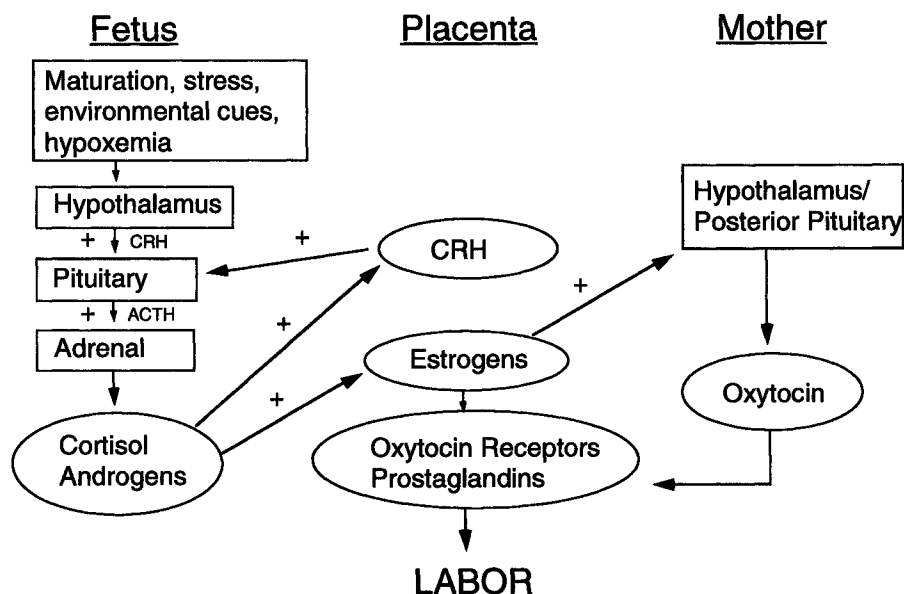 Fetus
Placenta
Mother
Maturation, stress,
environmental cues,
hypoxemia
Hypothalamus
+ CRH
Pituitary
+ ACTH
Adrenal
Cortisol
Androgens
+
CRH
+
+
Estrogens
+
Oxytocin Receptors
Prostaglandins
LABOR
Hypothalamus/
Posterior Pituitary
Oxytocin